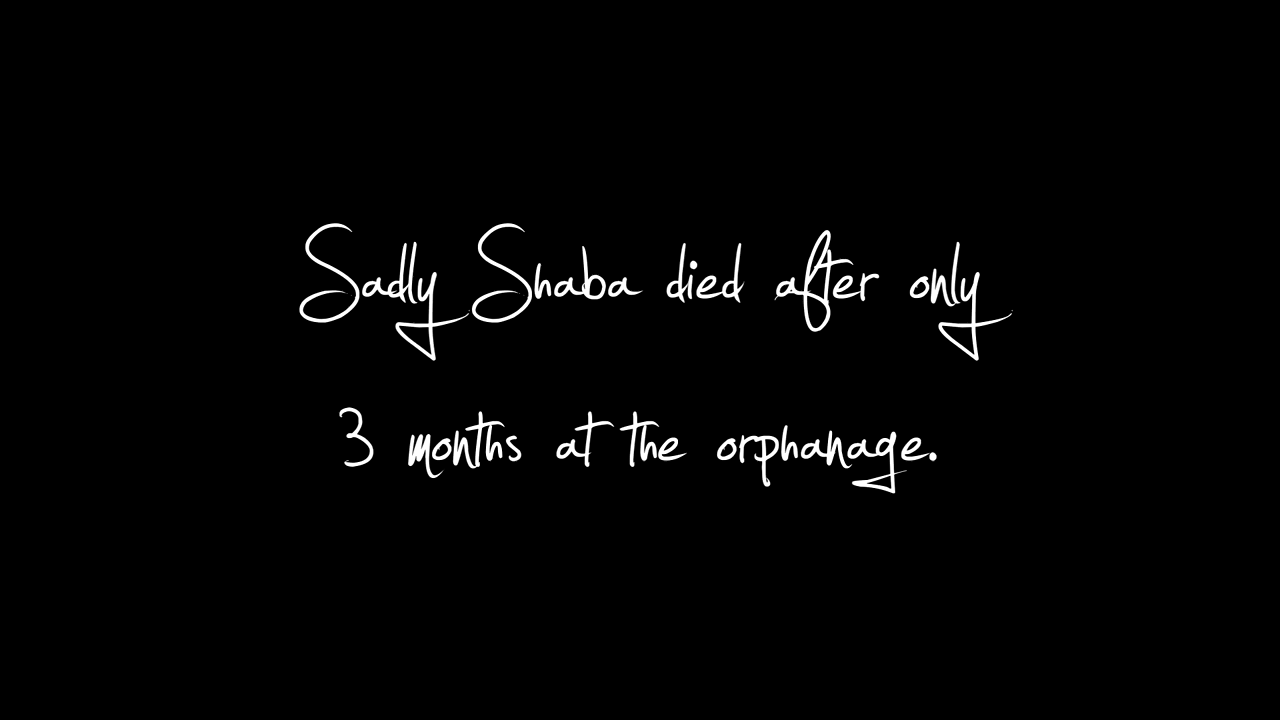 Sadly Shaba died after only
3 months at the orphanage.